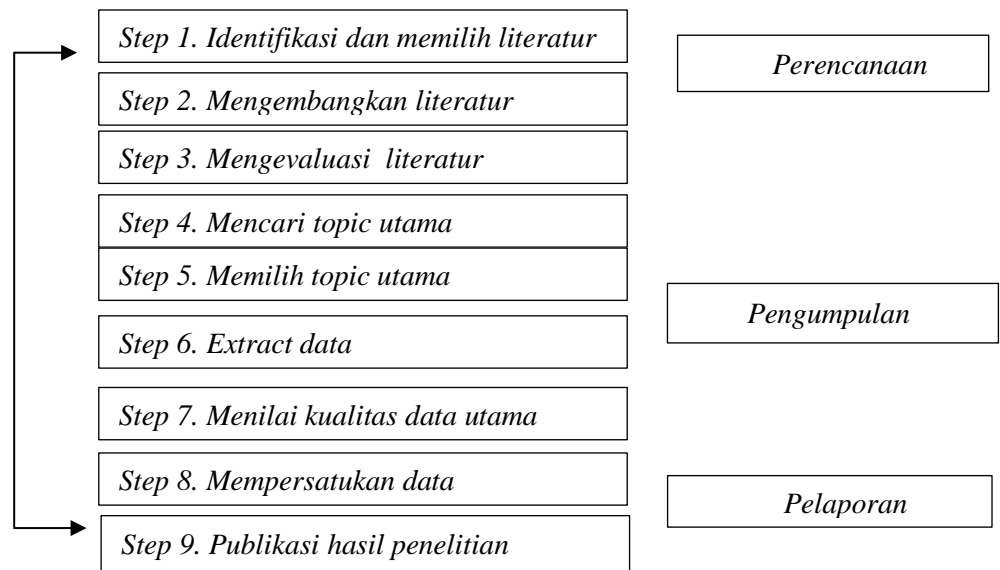 Step 1. Identifikasi dan memilih literatur
Perencanaan
Step 2. Mengembangkan literatur
Step 3. Mengevaluasi literatur
Step 4. Mencari topic utama
Step 5. Memilih topic utama
Pengumpulan
Step 6. Extract data
Step 7. Menilai kualitas data utama
Step 8. Mempersatukan data
Pelaporan
Step 9. Publikasi hasil penelitian